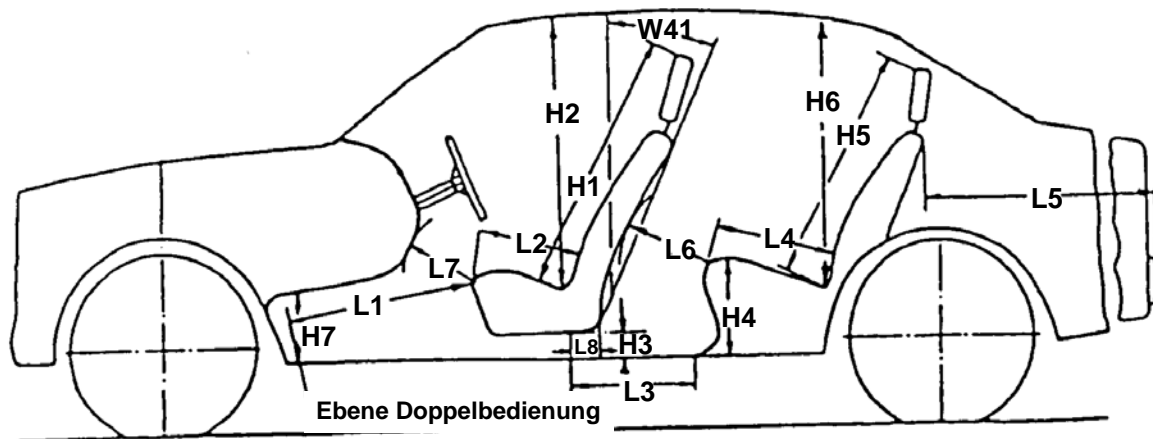 W41
H2
H6
H5
H1
L5
L2
L4
L6
L7
L1
H4
H7
L8
H3
L3
Ebene Doppelbedienung